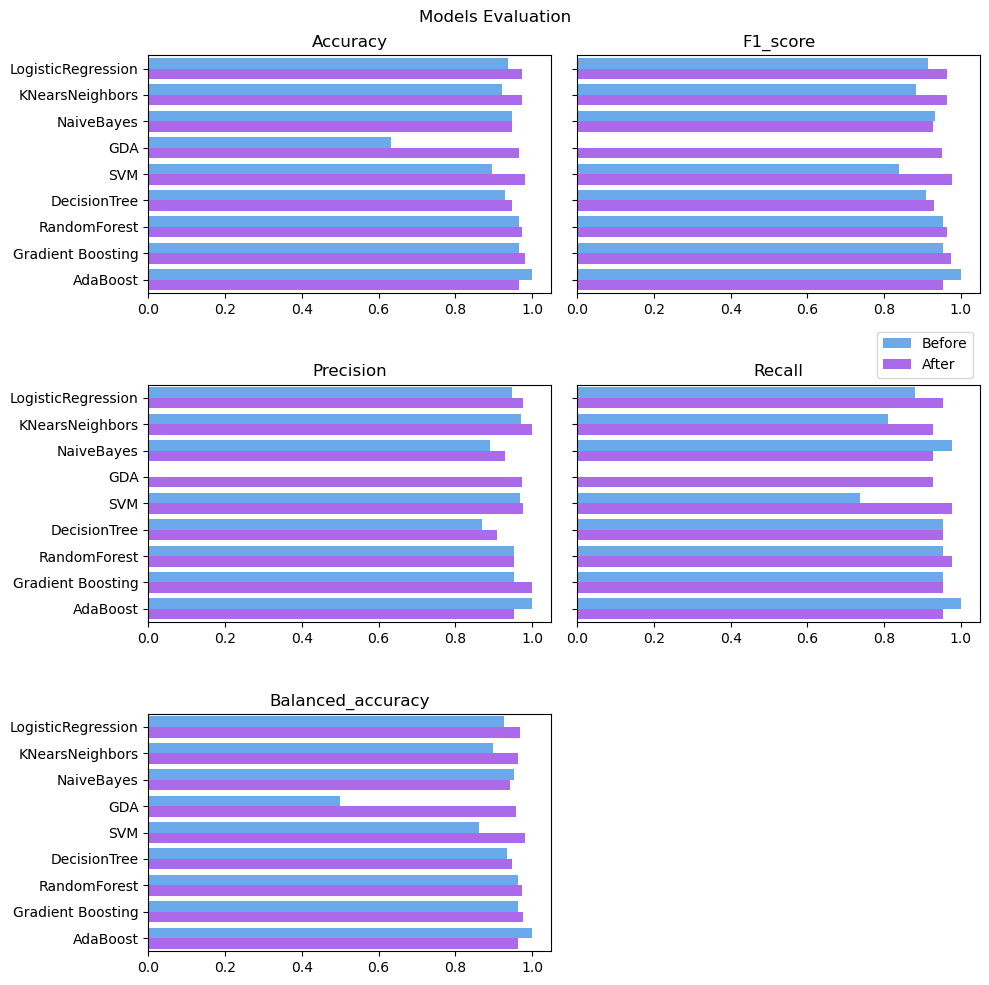 Models Evaluation
Accuracy
LogisticRegression
KNearsNeighbors
NaiveBayes
GDA
SVM
DecisionTree
RandomForest
Gradient Boosting
AdaBoost
0.0 0.2 0.4 0.6 0.8 1.0
F1_score
0.0 0.2 0.4 0.6 0.8 1.0
Before
After
Precision
LogisticRegression
KNearsNeighbors
NaiveBayes
GDA
SVM
DecisionTree
RandomForest
Gradient Boosting
AdaBoost
0.0 0.2 0.4 0.6 0.8 1.0
Recall
0.0 0.2 0.4 0.6 0.8 1.0
Balanced_accuracy
LogisticRegression
KNearsNeighbors
NaiveBayes
GDA
SVM
DecisionTree
RandomForest
Gradient Boosting
AdaBoost
0.0 0.2 0.4 0.6 0.8 1.0